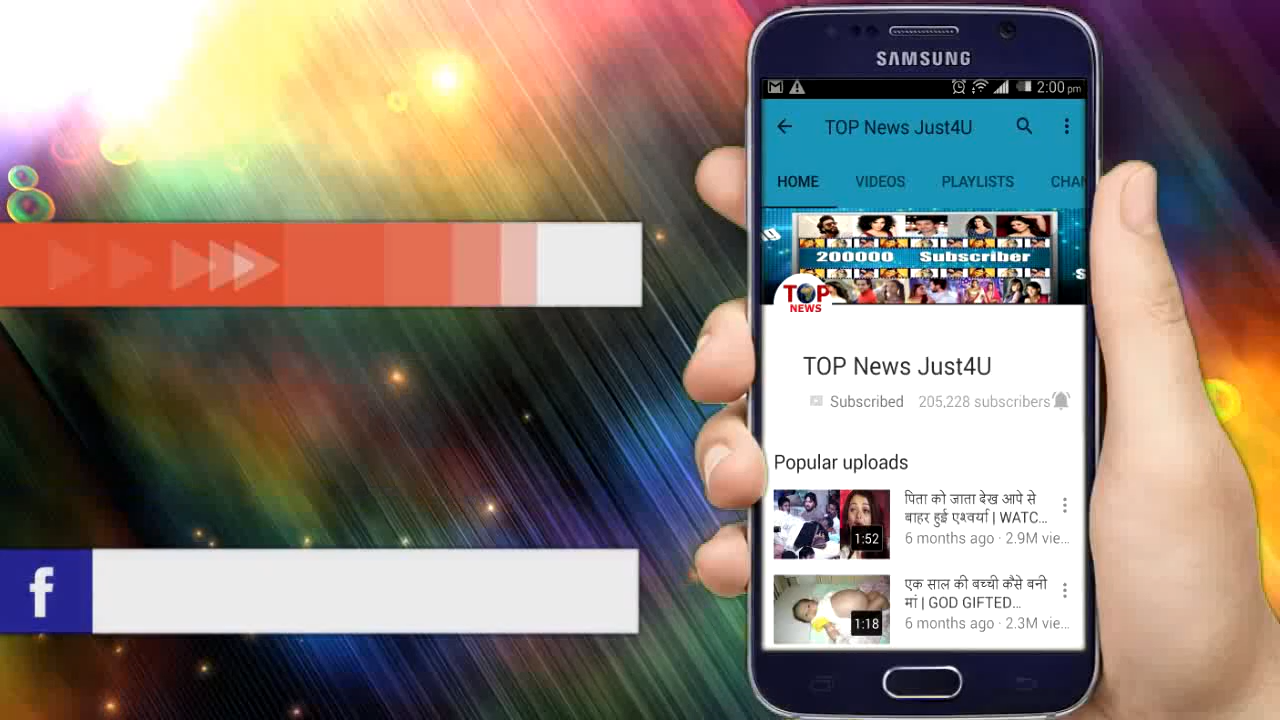 SAMSUNG
2:00 pm
TOP News Just4U
HOME VIDEOS PLAYLISTS CHAN
200000 Subscriber
TOP
NEWS
TOP News Just4U
Subscribed 205,228 subscribers
Popular uploads
पिता को जाता देख आपे से
बाहर हुई एश्वर्या | WATC...
6 months ago · 2.9M vie...
1:52
एक साल की बच्ची कैसे बनी
मां | GOD GIFTED...
6 months ago · 2.3M vie...
1:18
f